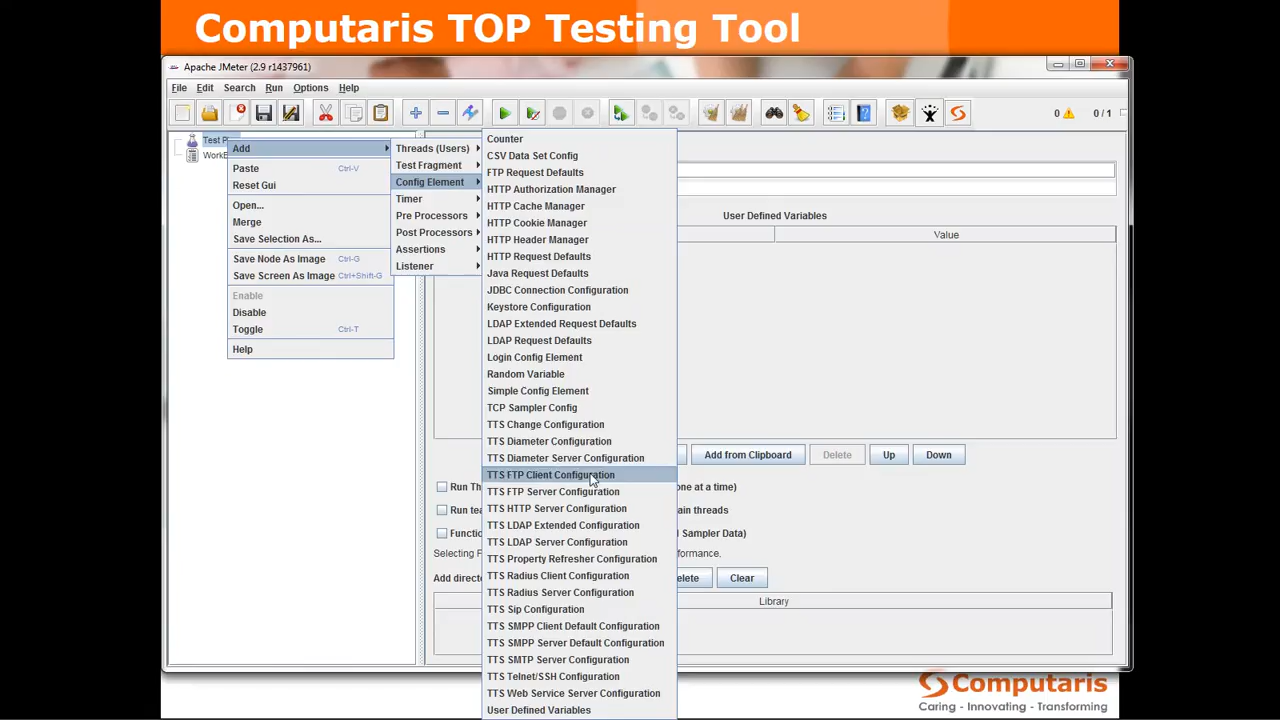 Computaris TOP Testing Tool
Apache JMeter (2.9 r1437961)
File Edit Search Run Options Help
0 0 / 1
Test P
WorkB
Add
Paste Ctrl-V
Reset Gui
Open...
Merge
Save Selection As...
Save Node As Image Ctrl-G
Save Screen As Image Ctrl+Shift-G
Enable
Disable
Toggle Ctrl-T
Help
Threads (Users)
Test Fragment
Config Element
Timer
Pre Processors
Post Processors
Assertions
Listener
Counter
CSV Data Set Config
FTP Request Defaults
HTTP Authorization Manager
HTTP Cache Manager
HTTP Cookie Manager
HTTP Header Manager
HTTP Request Defaults
Java Request Defaults
JDBC Connection Configuration
Keystore Configuration
LDAP Extended Request Defaults
LDAP Request Defaults
Login Config Element
Random Variable
Simple Config Element
TCP Sampler Config
TTS Change Configuration
TTS Diameter Configuration
TTS Diameter Server Configuration
TTS FTP Client Configuration
TTS FTP Server Configuration
TTS HTTP Server Configuration
TTS LDAP Extended Configuration
TTS LDAP Server Configuration
TTS Property Refresher Configuration
TTS Radius Client Configuration
TTS Radius Server Configuration
TTS Sip Configuration
TTS SMPP Client Default Configuration
TTS SMPP Server Default Configuration
TTS SMTP Server Configuration
TTS Telnet/SSH Configuration
TTS Web Service Server Configuration
User Defined Variables
User Defined Variables
Value
Add from Clipboard Delete Up Down
Run Th one at a time)
Run tea ain threads
Functio Sampler Data)
Selecting F ormance.
Add direct elete Clear
Library
Computaris
Caring - Innovating - Transforming